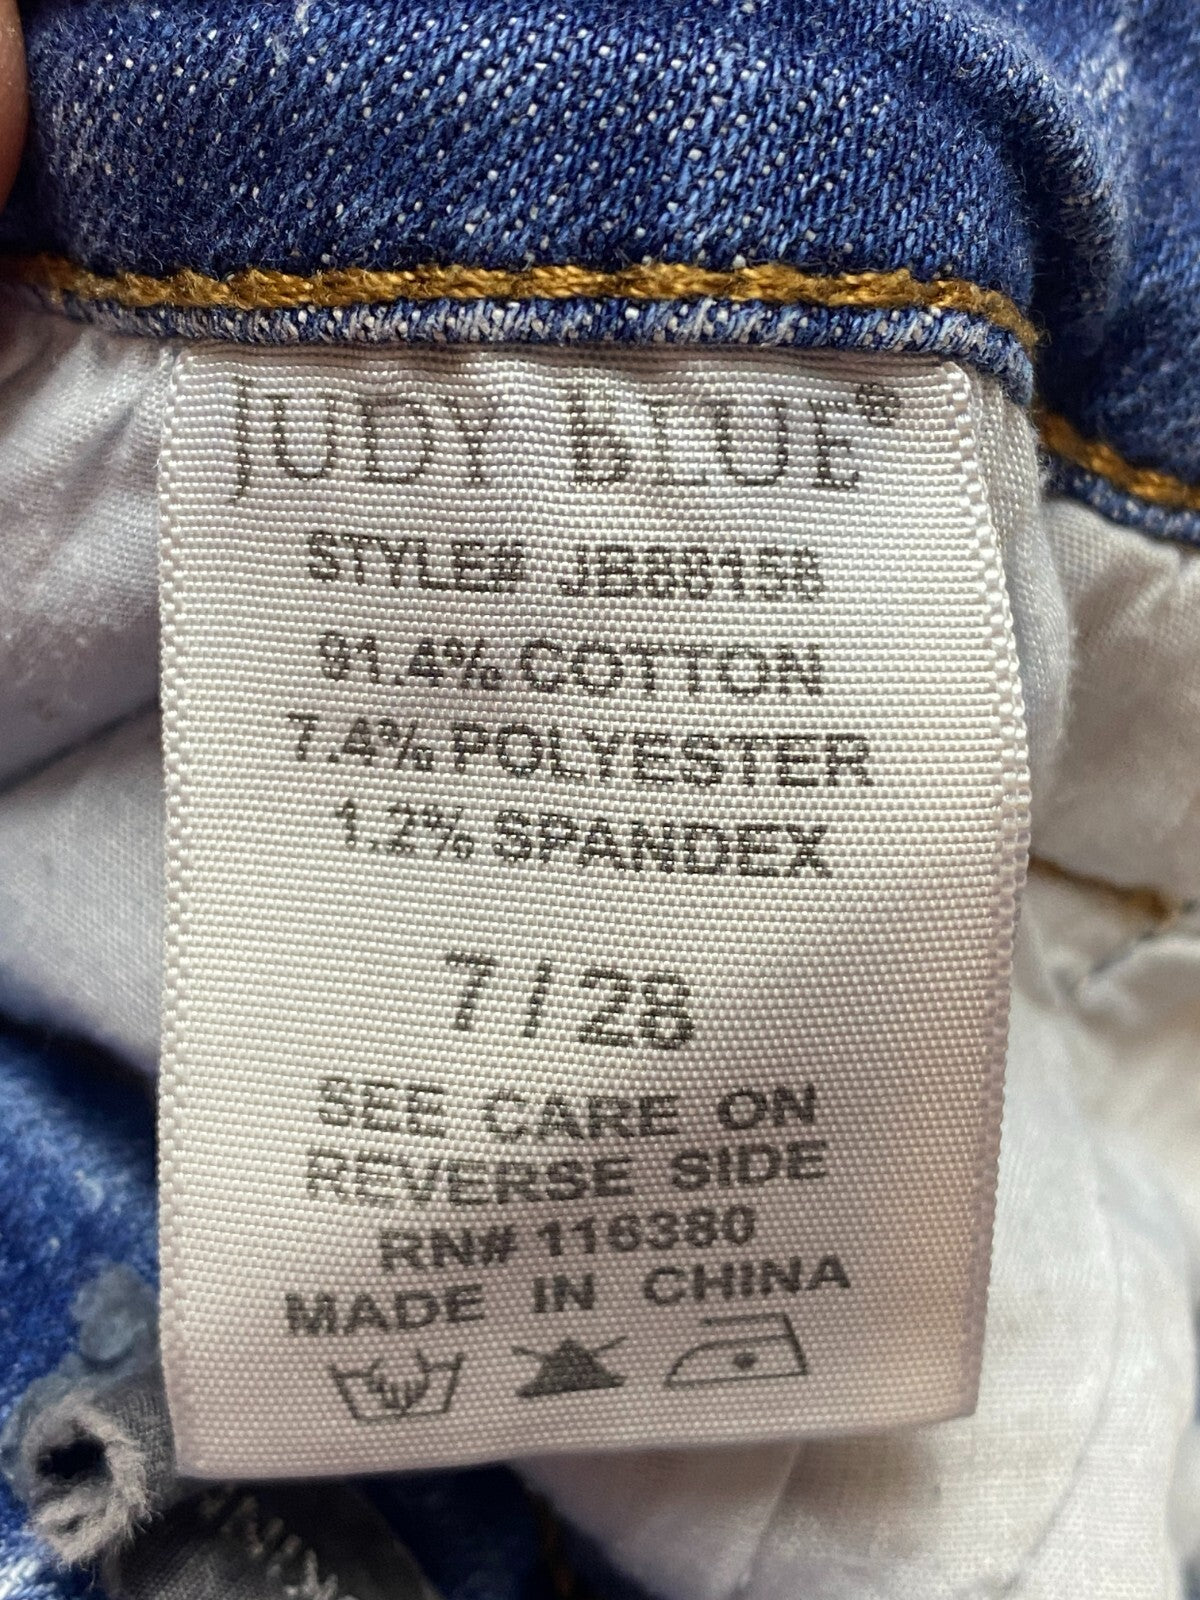 JUDY BLUE®
STYLE# JB88158
91.4% COTTON
7.4% POLYESTER
1.2% SPANDEX
7 / 28
SEE CARE ON
REVERSE SIDE
RN# 116380
MADE IN CHINA